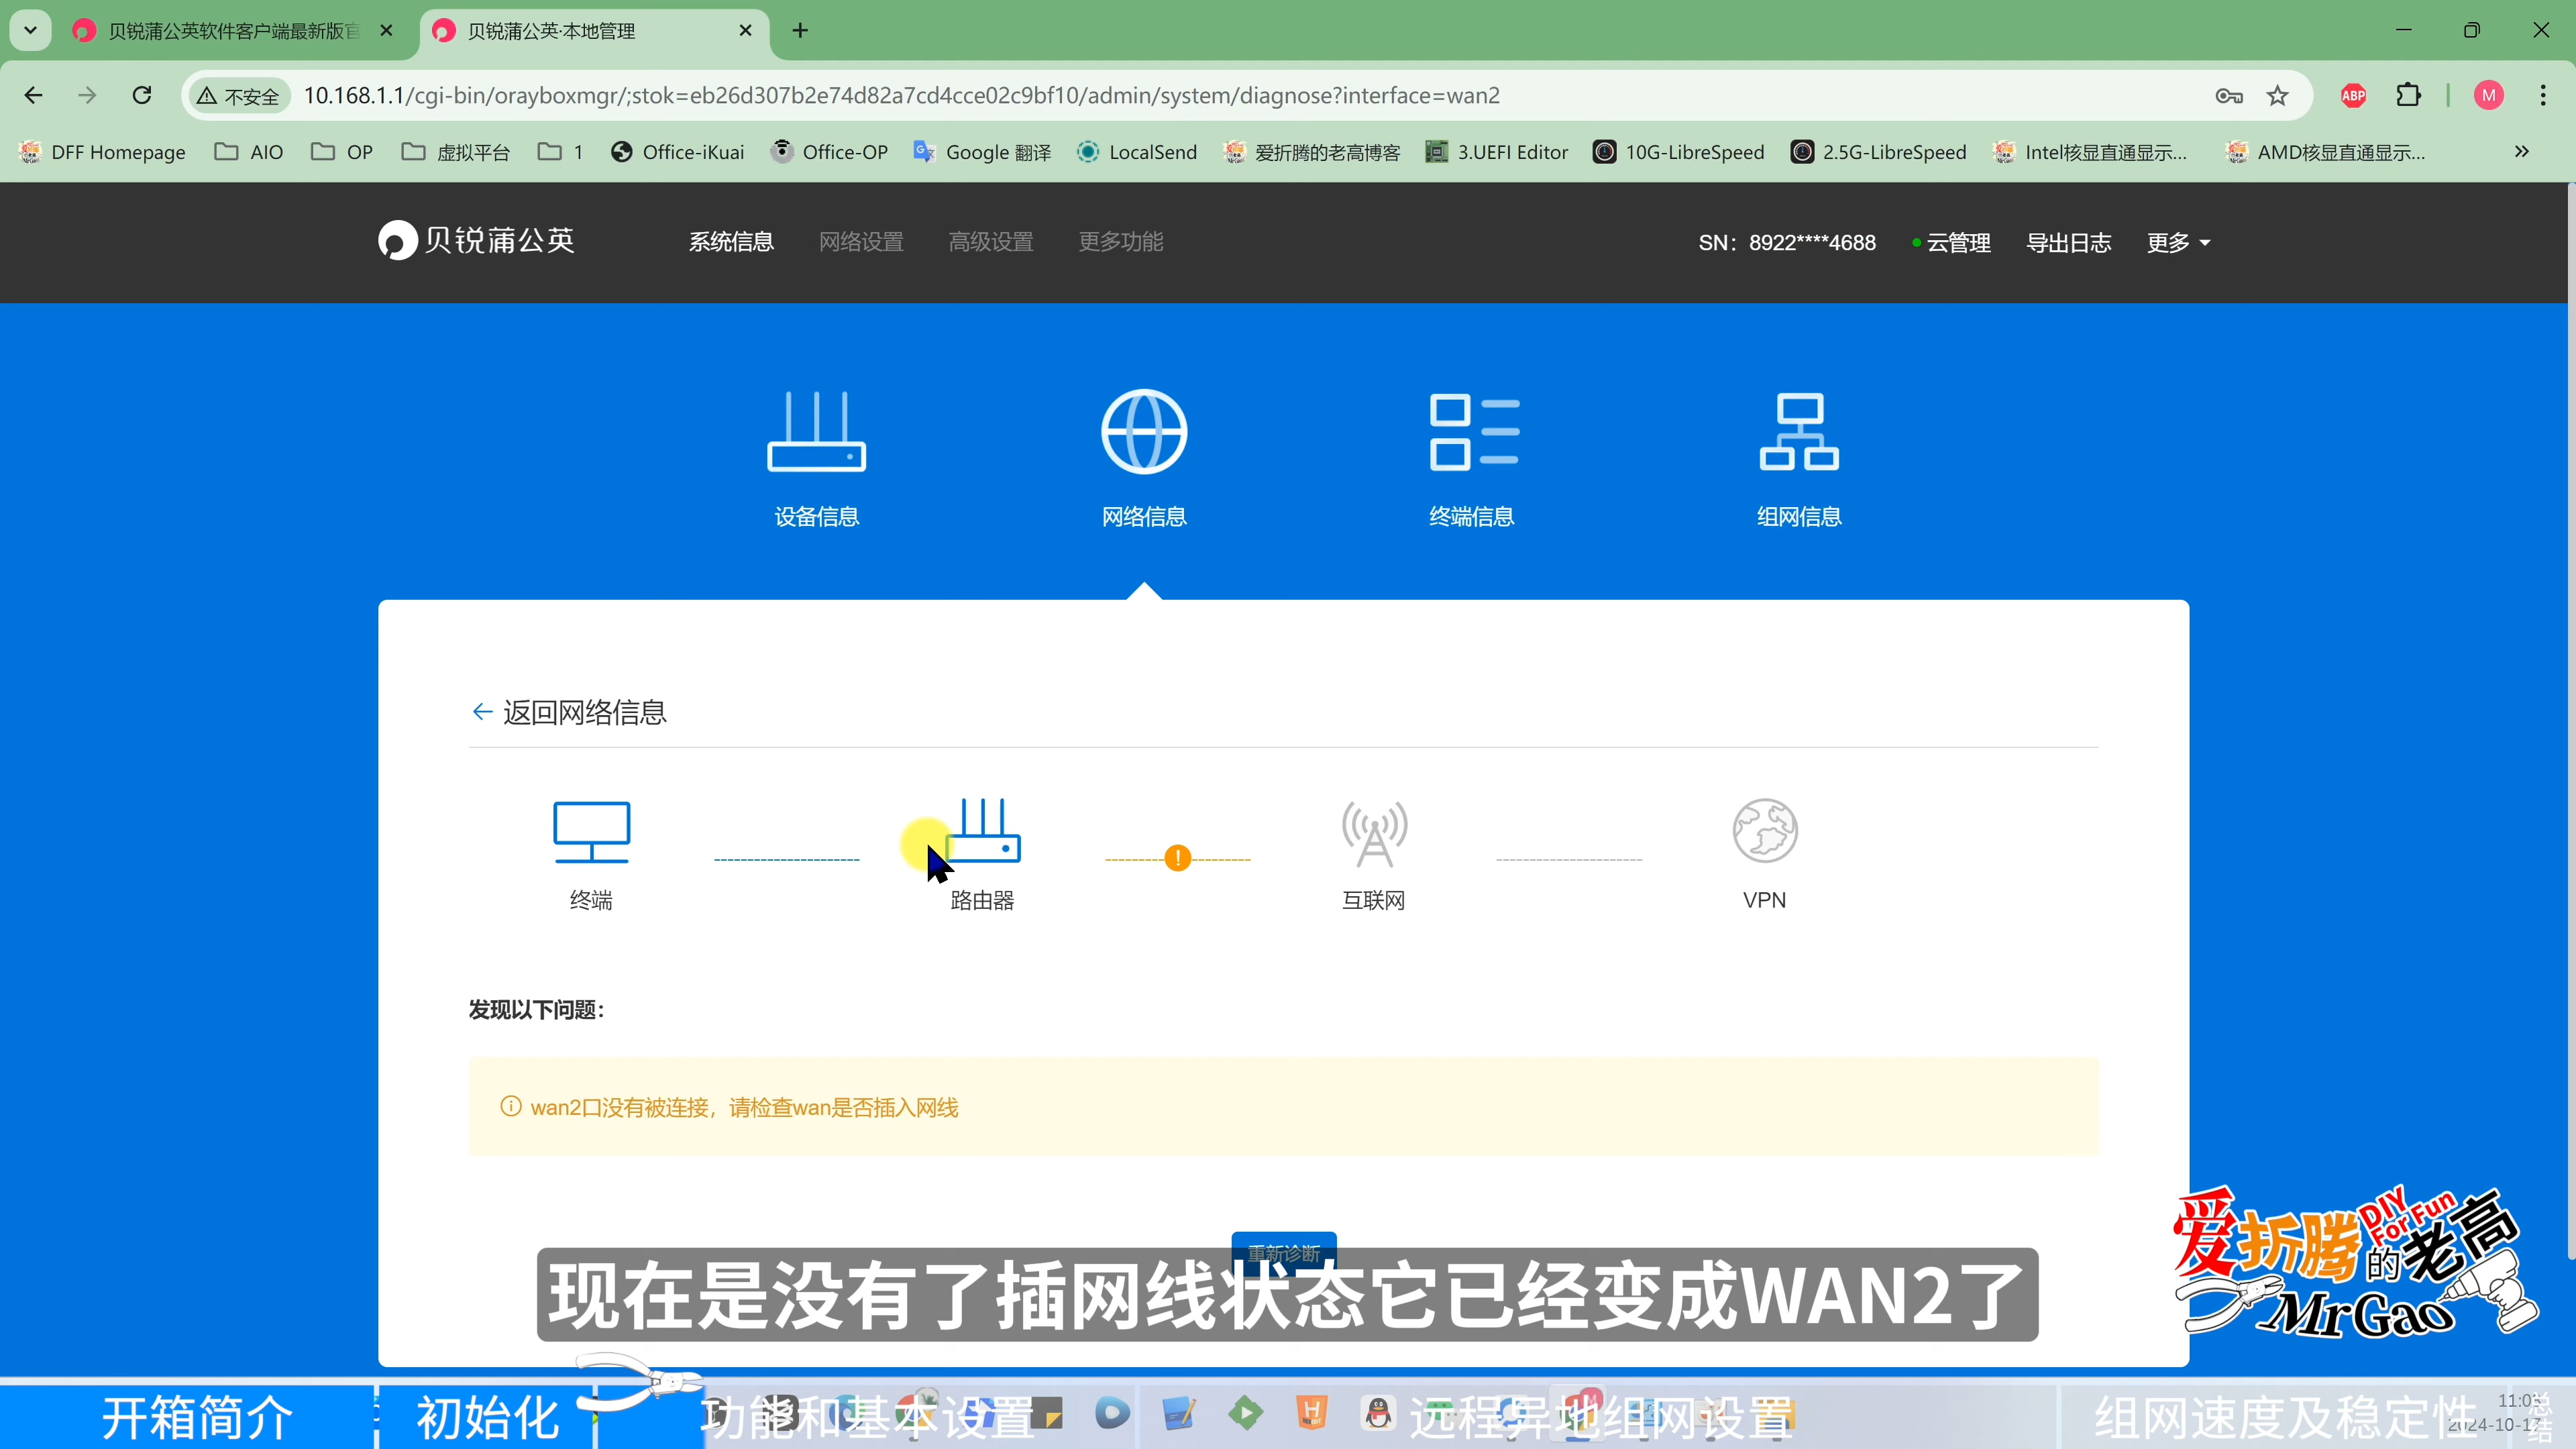 贝锐蒲公英软件客户端最新版官
贝锐蒲公英·本地管理
不安全
10.168.1.1/cgi-bin/orayboxmgr/;stok=eb26d307b2e74d82a7cd4cce02c9bf10/admin/system/diagnose?interface=wan2
ABP
M
DFF Homepage
AIO
OP
虚拟平台
1
Office-iKuai
Office-OP
Google 翻译
LocalSend
爱折腾的老高博客
3.UEFI Editor
10G-LibreSpeed
2.5G-LibreSpeed
Intel核显直通显示...
AMD核显直通显示...
贝锐蒲公英
系统信息
网络设置
高级设置
更多功能
SN：8922****4688
云管理
导出日志
更多
设备信息
网络信息
终端信息
组网信息
返回网络信息
终端
路由器
互联网
VPN
发现以下问题：
wan2口没有被连接，请检查wan是否插入网线
重新诊断
现在是没有了插网线状态它已经变成WAN2了
爱折腾的老高
DIY For Fun
MrGao
开箱简介
初始化
功能和基本设置
远程异地组网设置
组网速度及稳定性
总结
2024-10-17